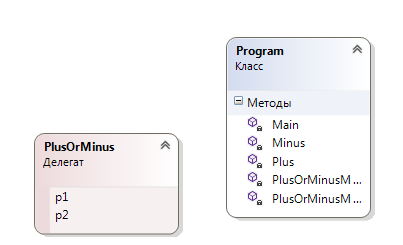 Program
Класс
Методы
Main
Minus
Plus
PlusOrMinusM ...
PlusOrMinusM ...
PlusOrMinus
Делегат
p1
p2